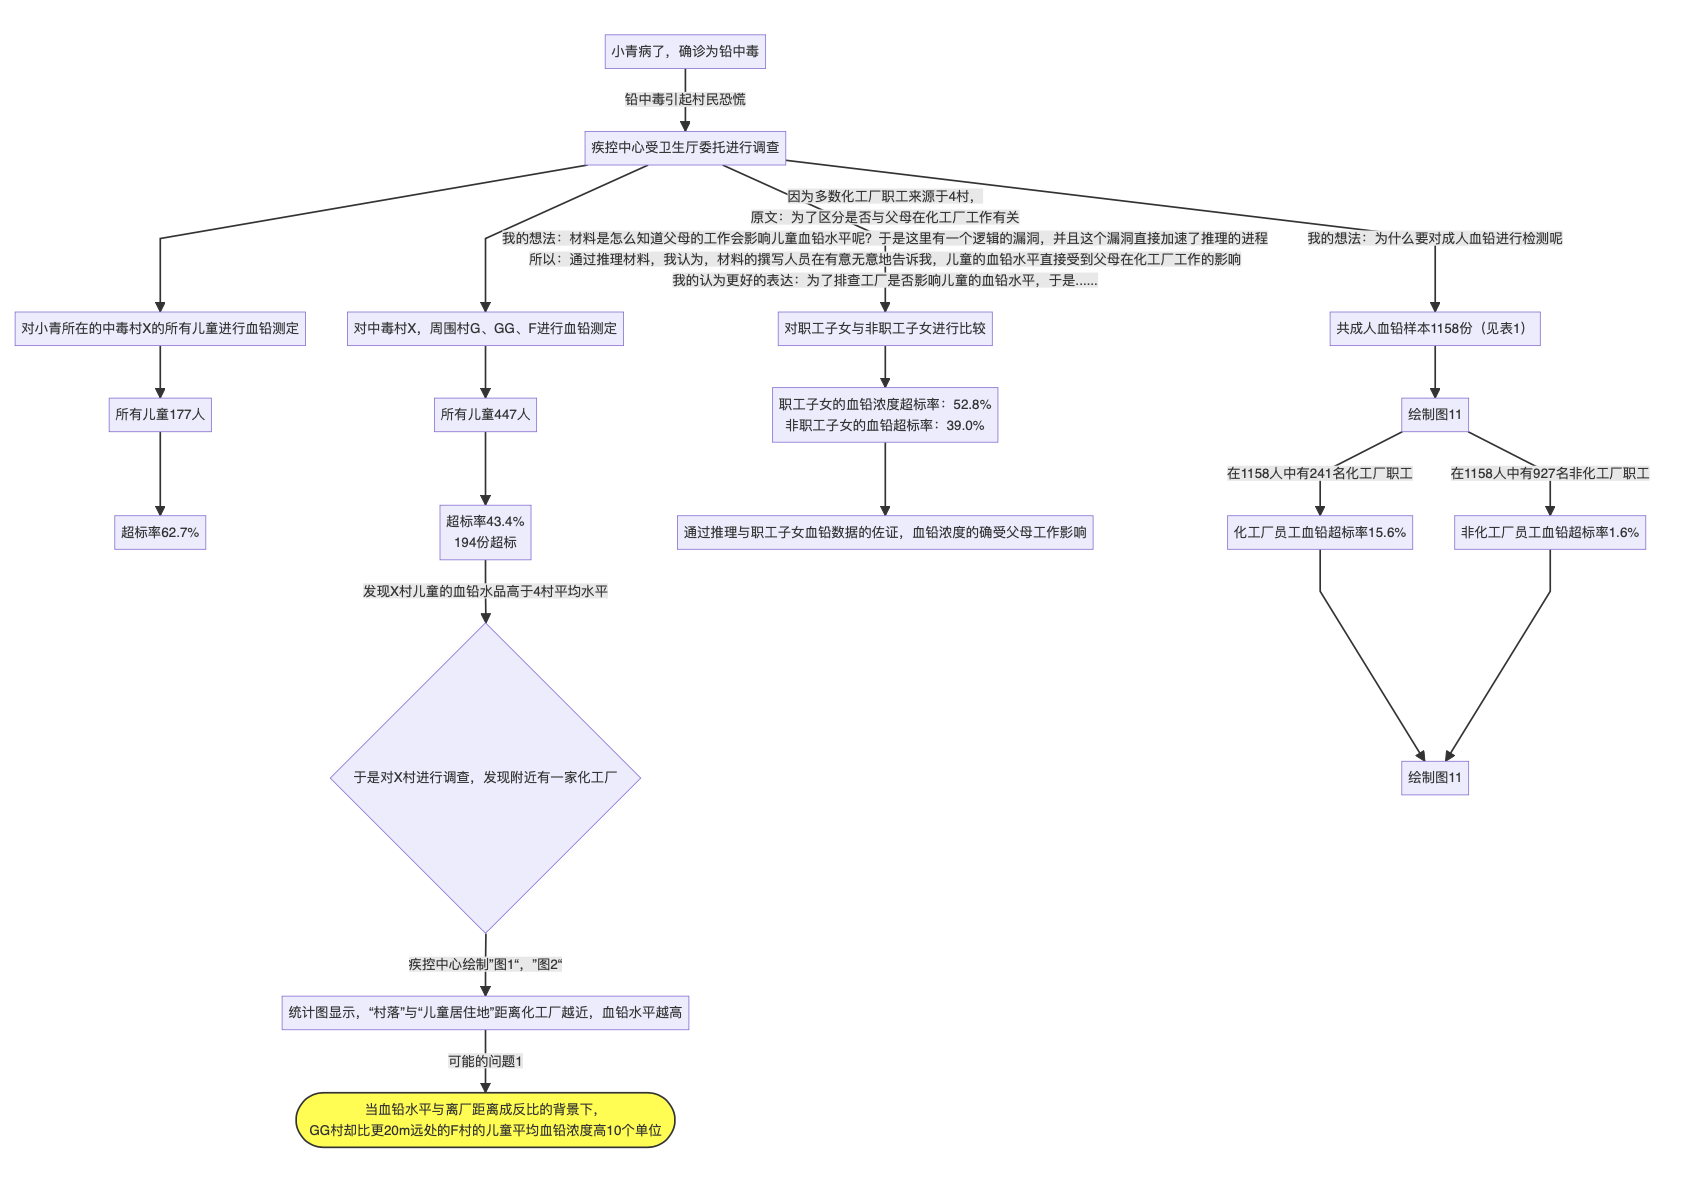 小青病了，确诊为铅中毒
铅中毒引起村民恐慌
疾控中心受卫生厅委托进行调查
因为多数化工厂职工来源于4村，
原文：为了区分是否与父母在化工厂工作有关
我的想法：材料是怎么知道父母的工作会影响儿童血铅水平呢？于是这里有一个逻辑的漏洞，并且这个漏洞直接加速了推理的进程
所以：通过推理材料，我认为，材料的撰写人员在有意无意地告诉我，儿童的血铅水平直接受到父母在化工厂工作的影响
我的认为更好的表达：为了排查工厂是否影响儿童的血铅水平，于是......
我的想法：为什么要对成人血铅进行检测呢
对小青所在的中毒村X的所有儿童进行血铅测定
对中毒村X，周围村G、GG、F进行血铅测定
对职工子女与非职工子女进行比较
共成人血铅样本1158份（见表1）
所有儿童177人
所有儿童447人
职工子女的血铅浓度超标率：52.8%
非职工子女的血铅超标率：39.0%
绘制图11
在1158人中有241名化工厂职工
在1158人中有927名非化工厂职工
超标率62.7%
超标率43.4%
194份超标
通过推理与职工子女血铅数据的佐证，血铅浓度的确受父母工作影响
化工厂员工血铅超标率15.6%
非化工厂员工血铅超标率1.6%
发现X村儿童的血铅水品高于4村平均水平
于是对X村进行调查，发现附近有一家化工厂
绘制图11
疾控中心绘制”图1“，”图2“
统计图显示，“村落”与“儿童居住地”距离化工厂越近，血铅水平越高
可能的问题1
当血铅水平与离厂距离成反比的背景下，
GG村却比更20m远处的F村的儿童平均血铅浓度高10个单位